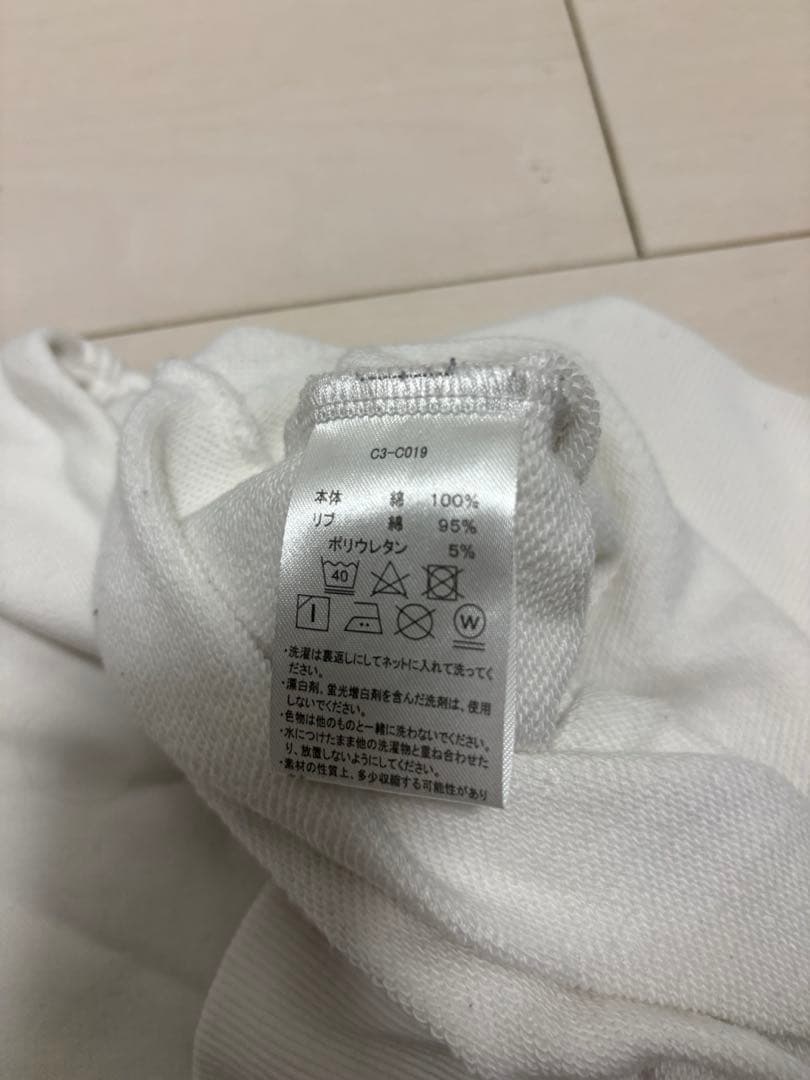 C3-C019
本体 綿 100%
リブ 綿 95%
ポリウレタン 5%
40
W
・洗濯は裏返しにしてネットに入れて洗ってく
ださい。
・漂白剤、蛍光増白剤を含んだ洗剤は、使用
しないでください。
・色物は他のものと一緒に洗わないでください。
・水につけたまま他の洗濯物と重ね合わせた
り、放置しないようにしてください。
・素材の性質上、多少収縮する可能性があり